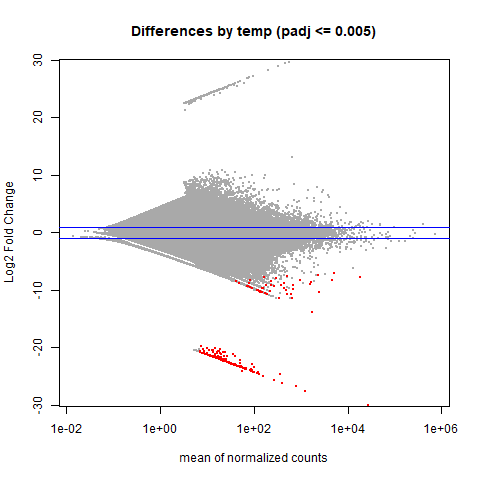 Differences by temp (padj <= 0.005)
30
20
10
0
-10
-20
-30
Log2 Fold Change
1e-02
1e+00
1e+02
1e+04
1e+06
mean of normalized counts